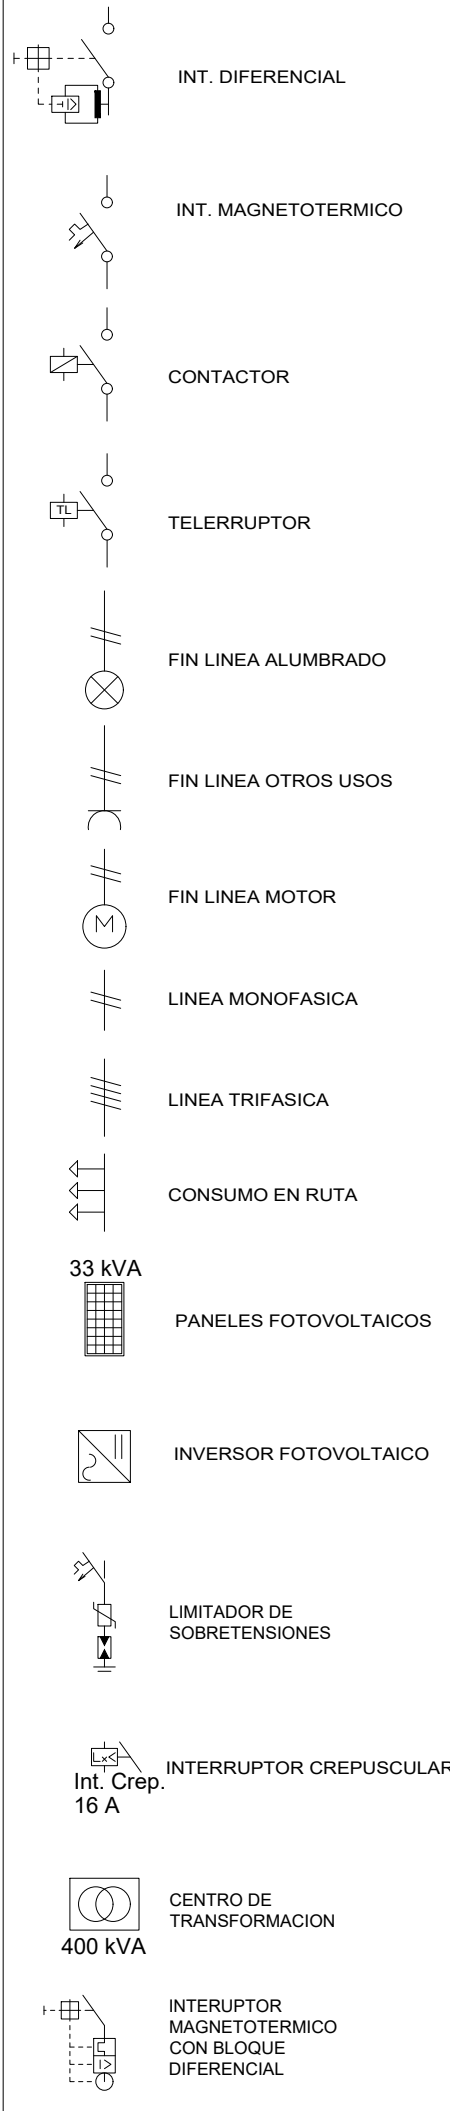 INT. DIFERENCIAL
I>
INT. MAGNETOTERMICO
CONTACTOR
TL
TELERRUPTOR
FIN LINEA ALUMBRADO
FIN LINEA OTROS USOS
FIN LINEA MOTOR
M
LINEA MONOFASICA
LINEA TRIFASICA
CONSUMO EN RUTA
33 kVA
PANELES FOTOVOLTAICOS
INVERSOR FOTOVOLTAICO
LIMITADOR DE
SOBRETENSIONES
Lx<
INTERRUPTOR CREPUSCULAR
Int. Crep.
16 A
CENTRO DE
TRANSFORMACION
400 kVA
INTERUPTOR
MAGNETOTERMICO
CON BLOQUE
DIFERENCIAL
I>